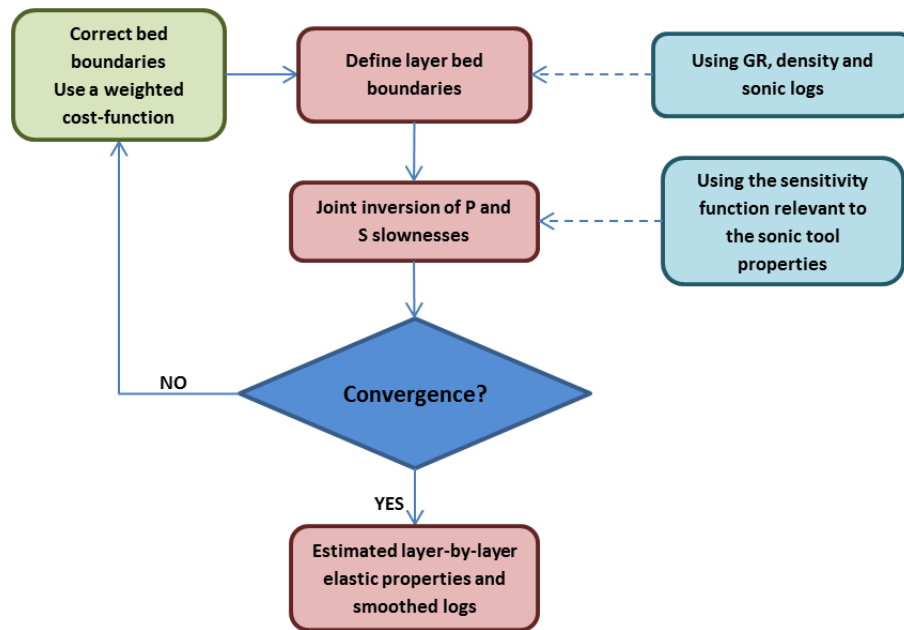 Correct bed
boundaries
Use a weighted
cost-function
Define layer bed
boundaries
Using GR, density and
sonic logs
Joint inversion of P and
S slownesses
Using the sensitivity
function relevant to
the sonic tool
properties
Convergence?
NO
YES
Estimated layer-by-layer
elastic properties and
smoothed logs